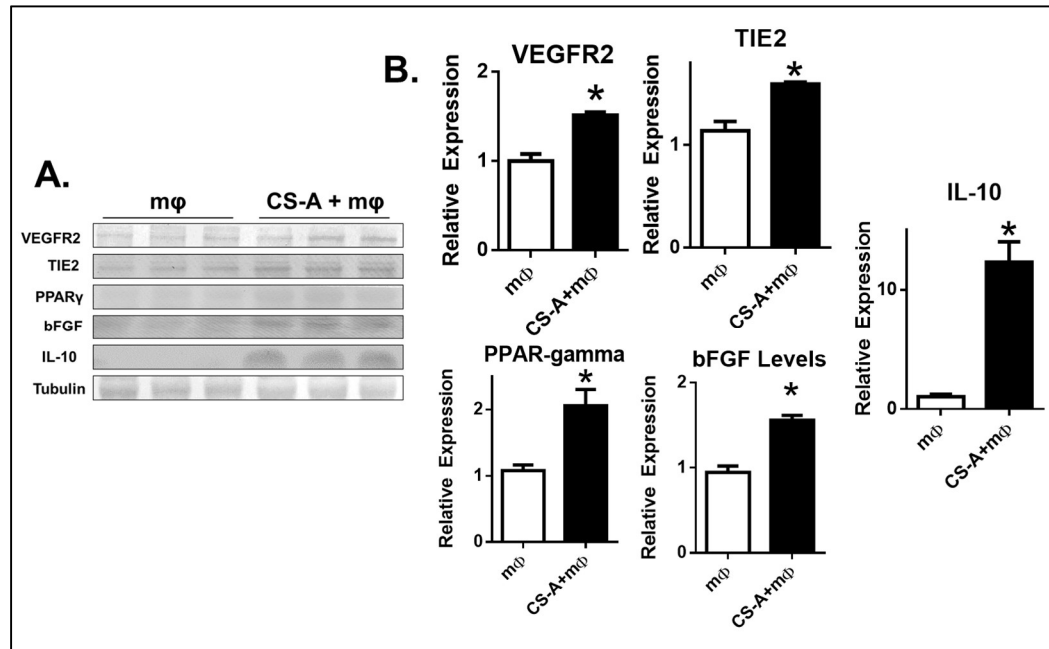 A.
mφ CS-A + mφ
VEGFR2
TIE2
PPARγ
bFGF
IL-10
Tubulin
B.
VEGFR2
Relative Expression
2
1
0
mΦ
CS-A+mΦ
*
TIE2
Relative Expression
1
0
mΦ
CS-A+mΦ
*
PPAR-gamma
Relative Expression
2
1
0
mΦ
CS-A+mΦ
*
bFGF Levels
Relative Expression
2
1
0
mΦ
CS-A+mΦ
*
IL-10
Relative Expression
10
0
mΦ
CS-A+mΦ
*